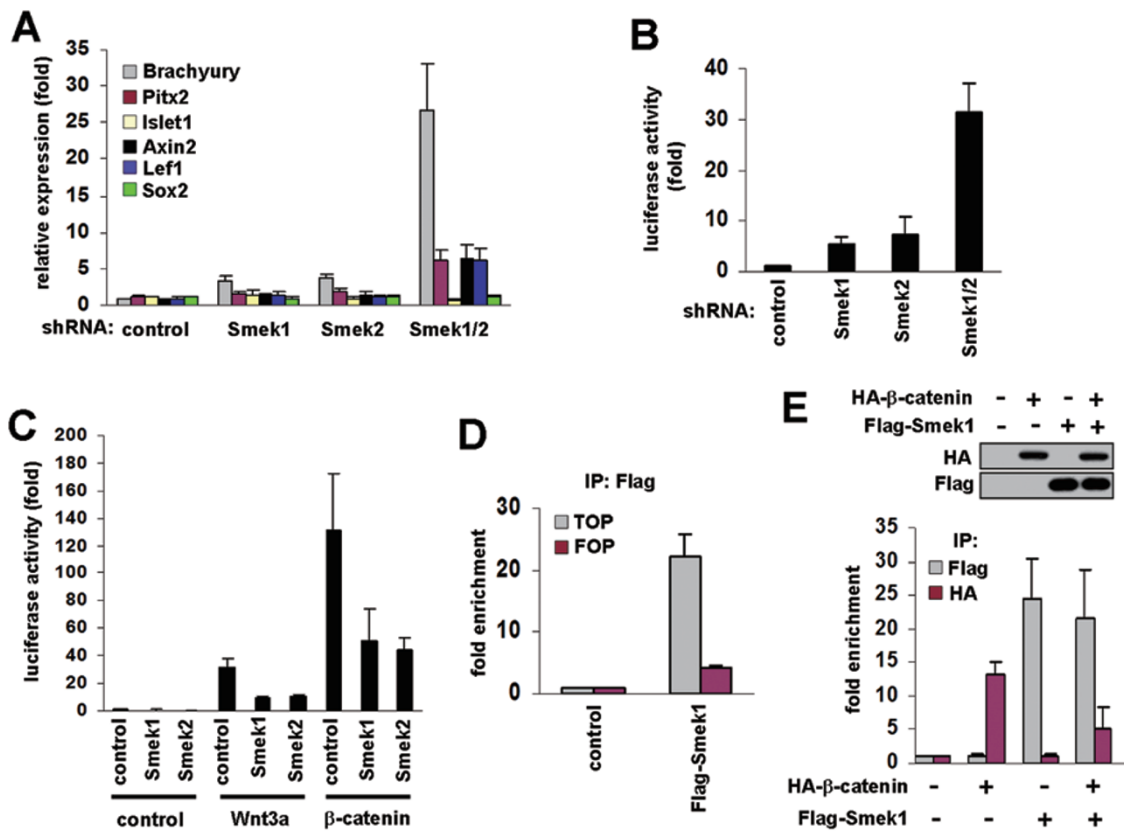 A
relative expression (fold)
35
30
25
20
15
10
5
0
Brachyury
Pitx2
Islet1
Axin2
Lef1
Sox2
shRNA: control Smek1 Smek2 Smek1/2
B
luciferase activity
(fold)
40
30
20
10
0
shRNA: control Smek1 Smek2 Smek1/2
C
luciferase activity (fold)
200
180
160
140
120
100
80
60
40
20
0
control Smek1 Smek2 control Smek1 Smek2 control Smek1 Smek2
control Wnt3a β-catenin
D
IP: Flag
fold enrichment
30
20
10
0
TOP
FOP
control Flag-Smek1
E
HA-β-catenin - + - +
Flag-Smek1 - - + +
HA
Flag
fold enrichment
35
30
25
20
15
10
5
0
IP:
Flag
HA
HA-β-catenin - + - +
Flag-Smek1 - - + +